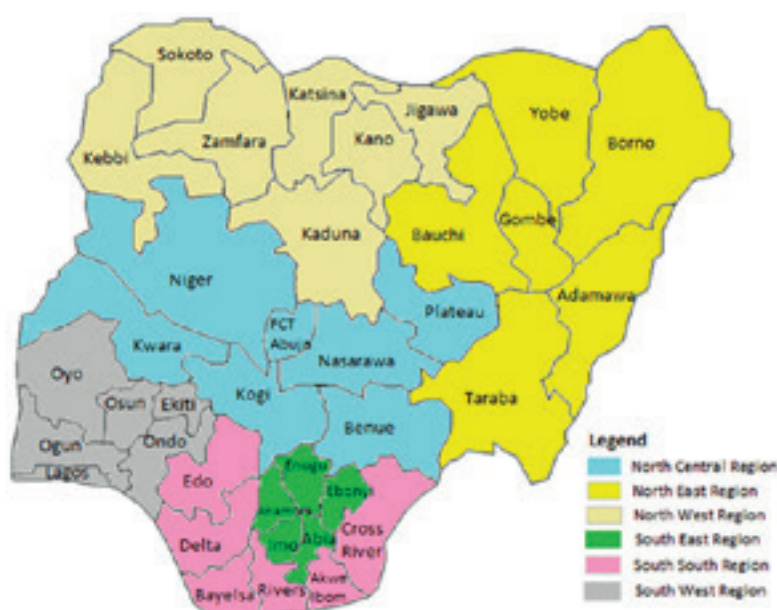 Sokoto
Katsina
Jigawa
Yobe
Borno
Zamfara
Kano
Kebbi
Kaduna
Bauchi
Gombe
Niger
Adamawa
Plateau
FCT
Abuja
Kwara
Nasarawa
Oyo
Kogi
Taraba
Osun
Ekiti
Benue
Ogun
Ondo
Lagos
Enugu
Edo
Ebonyi
Anambra
Cross
River
Delta
Imo
Abia
Akwa
Ibom
Bayelsa
Rivers
Legend
North Central Region
North East Region
North West Region
South East Region
South South Region
South West Region